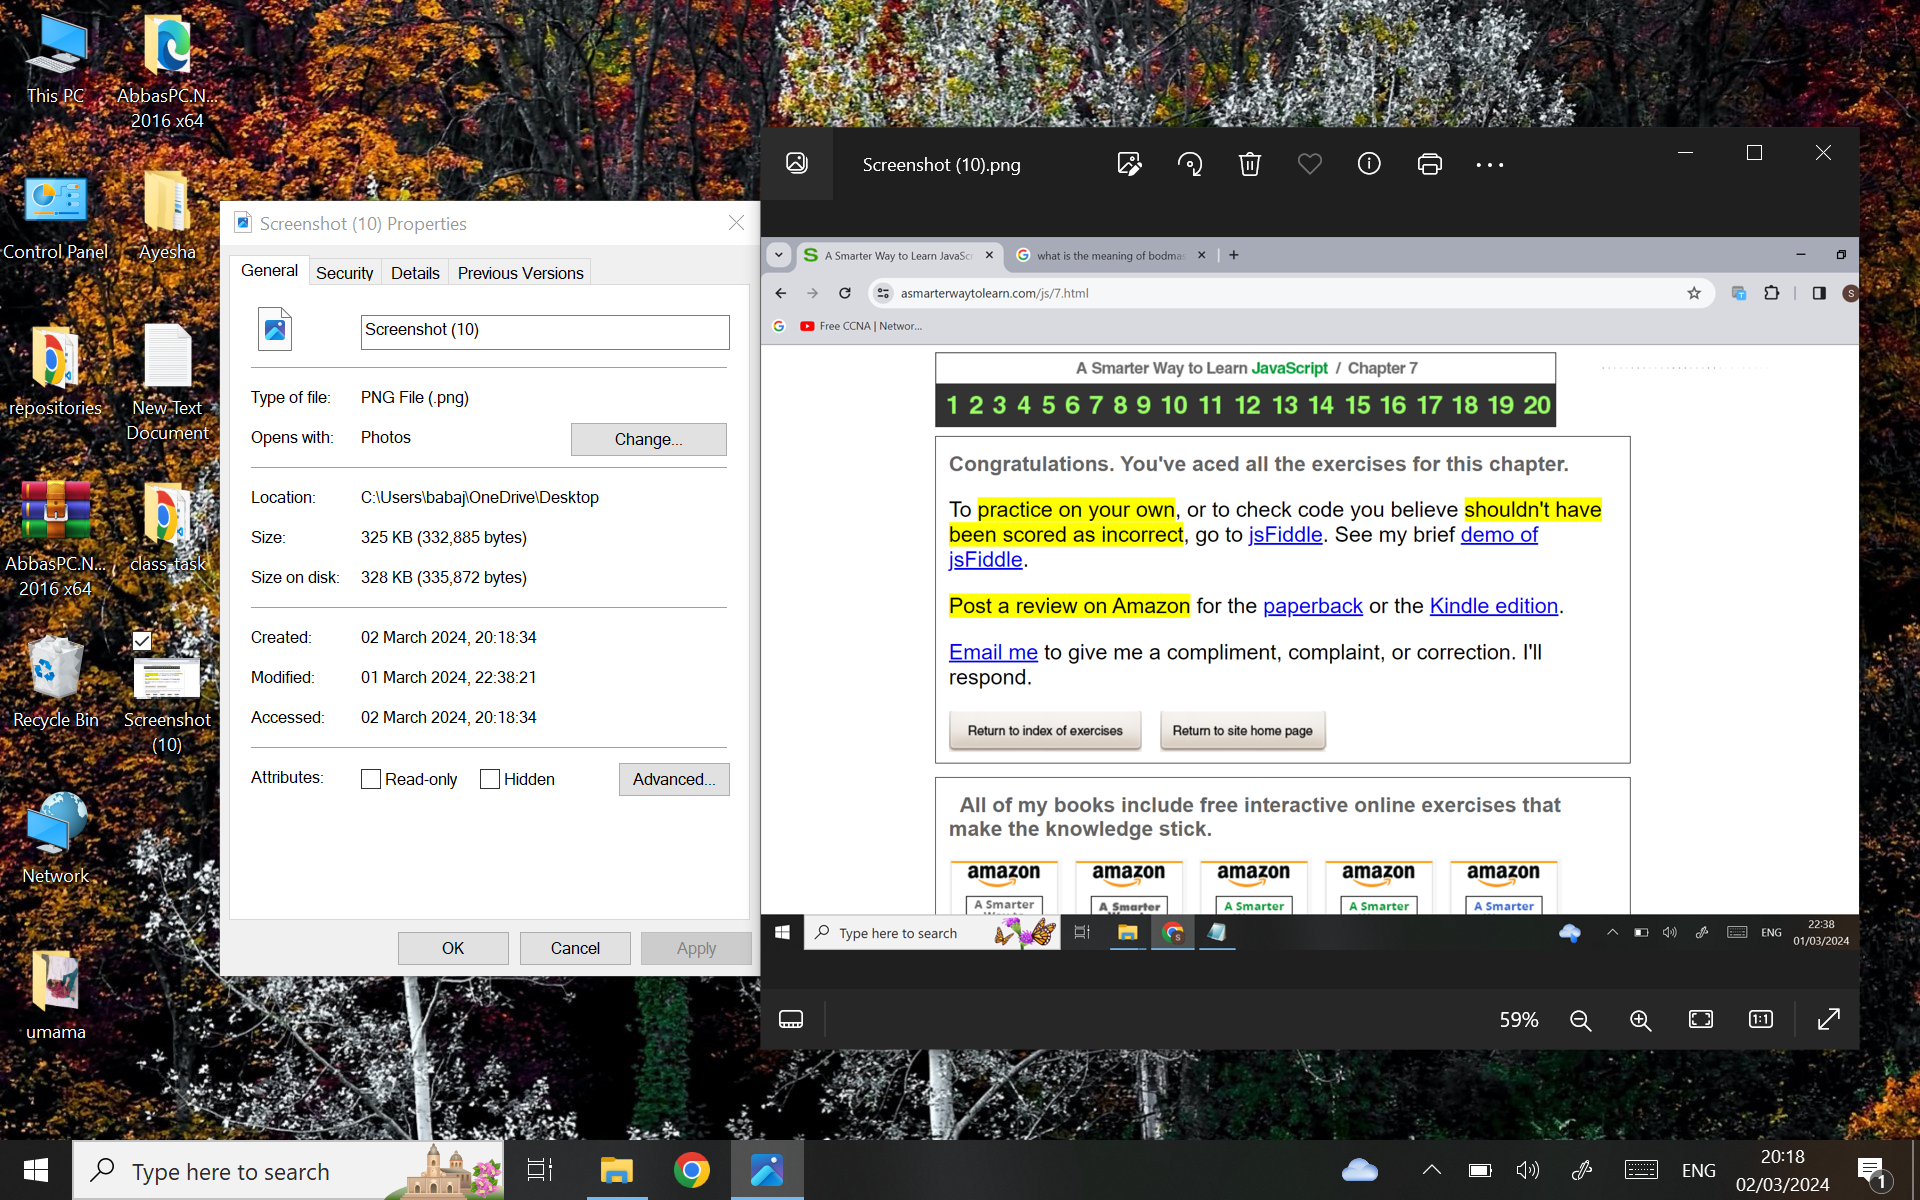 This PC
AbbasPC.N...
2016 x64
Control Panel
Ayesha
repositories
New Text
Document
AbbasPC.N...
2016 x64
class-task
Recycle Bin
Screenshot
(10)
Network
umama
Screenshot (10) Properties
General
Security
Details
Previous Versions
Screenshot (10)
Type of file:
PNG File (.png)
Opens with:
Photos
Change...
Location:
C:\Users\babaj\OneDrive\Desktop
Size:
325 KB (332,885 bytes)
Size on disk:
328 KB (335,872 bytes)
Created:
02 March 2024, 20:18:34
Modified:
01 March 2024, 22:38:21
Accessed:
02 March 2024, 20:18:34
Attributes:
Read-only
Hidden
Advanced...
OK
Cancel
Apply
Screenshot (10).png
A Smarter Way to Learn JavaScr
what is the meaning of bodmas
asmarterwaytolearn.com/js/7.html
S
Free CCNA | Networ...
A Smarter Way to Learn JavaScript / Chapter 7
1 2 3 4 5 6 7 8 9 10 11 12 13 14 15 16 17 18 19 20
Congratulations. You've aced all the exercises for this chapter.
To practice on your own, or to check code you believe shouldn't have
been scored as incorrect, go to jsFiddle. See my brief demo of
jsFiddle.
Post a review on Amazon for the paperback or the Kindle edition.
Email me to give me a compliment, complaint, or correction. I'll
respond.
Return to index of exercises
Return to site home page
All of my books include free interactive online exercises that
make the knowledge stick.
amazon
amazon
amazon
amazon
amazon
A Smarter
A Smarter
A Smarter
A Smarter
A Smarter
Type here to search
ENG
22:38
01/03/2024
59%
1:1
Type here to search
ENG
20:18
02/03/2024
1